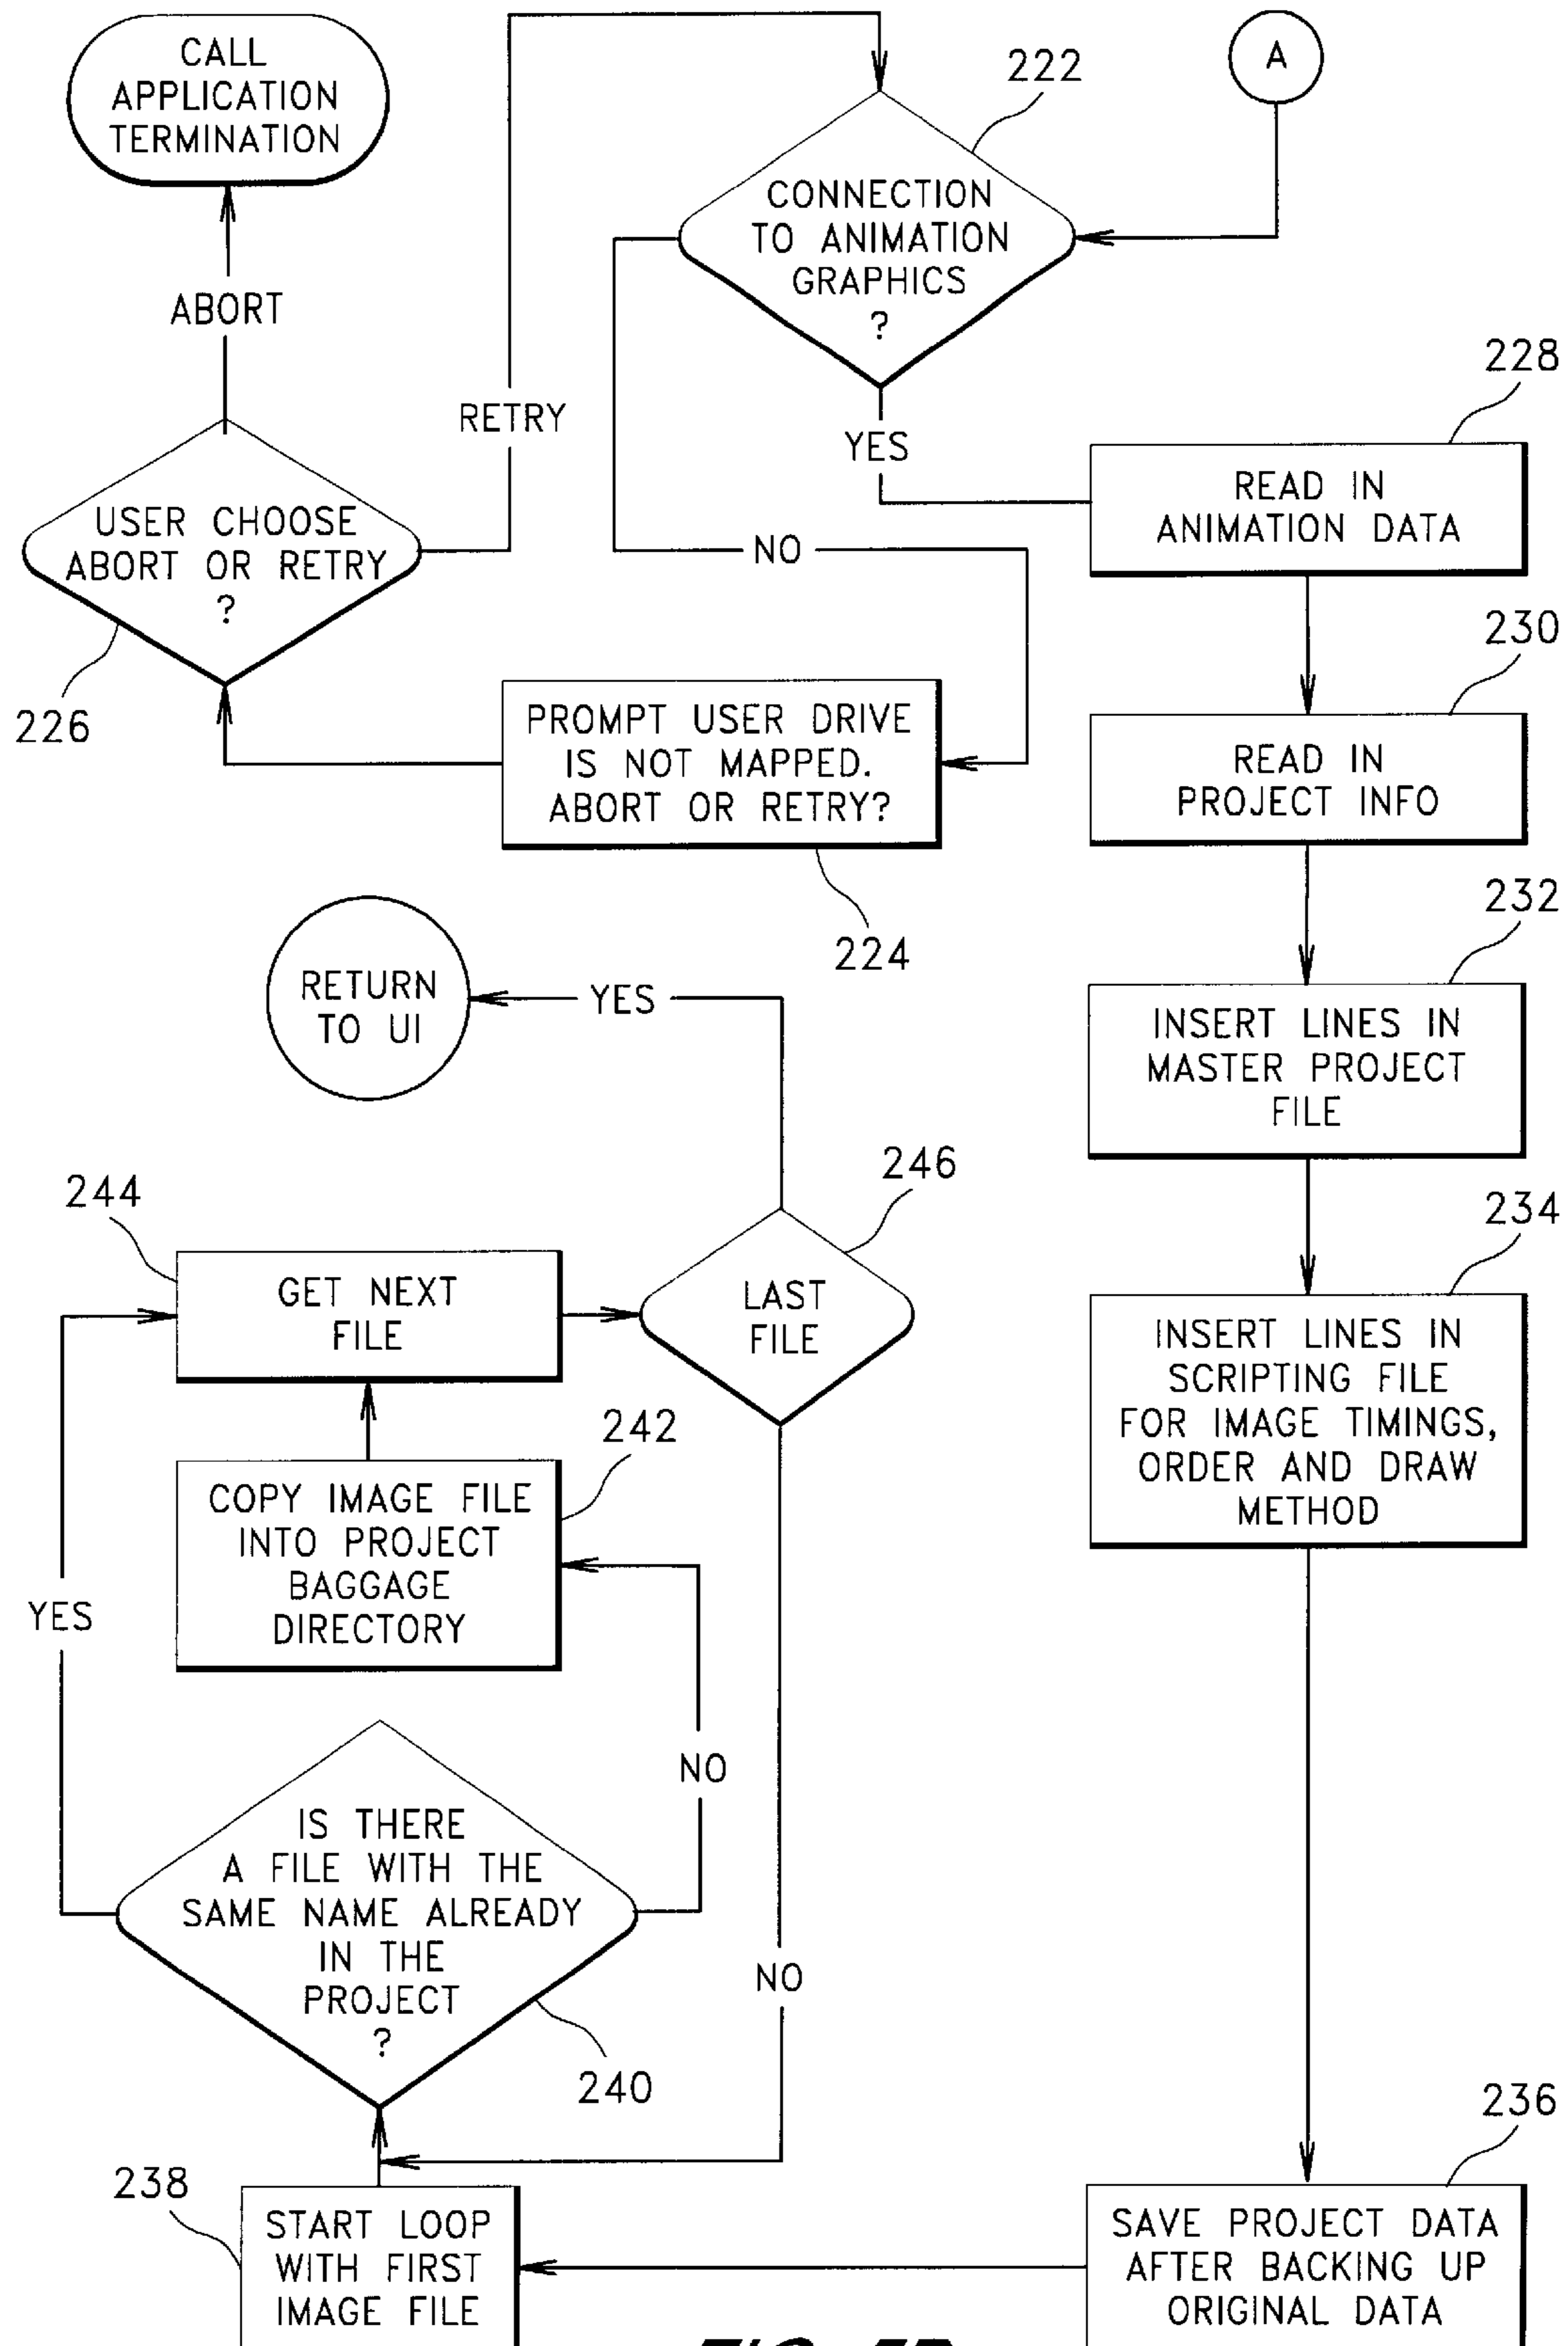 CALL
APPLICATION
TERMINATION
ABORT
USER CHOOSE
ABORT OR RETRY
?
226
RETRY
222
A
CONNECTION
TO ANIMATION
GRAPHICS
?
YES
NO
PROMPT USER DRIVE
IS NOT MAPPED.
ABORT OR RETRY?
224
228
READ IN
ANIMATION DATA
230
READ IN
PROJECT INFO
232
INSERT LINES IN
MASTER PROJECT
FILE
234
INSERT LINES IN
SCRIPTING FILE
FOR IMAGE TIMINGS,
ORDER AND DRAW
METHOD
236
SAVE PROJECT DATA
AFTER BACKING UP
ORIGINAL DATA
RETURN
TO UI
YES
246
LAST
FILE
NO
244
GET NEXT
FILE
242
COPY IMAGE FILE
INTO PROJECT
BAGGAGE
DIRECTORY
YES
NO
IS THERE
A FILE WITH THE
SAME NAME ALREADY
IN THE
PROJECT
?
240
238
START LOOP
WITH FIRST
IMAGE FILE